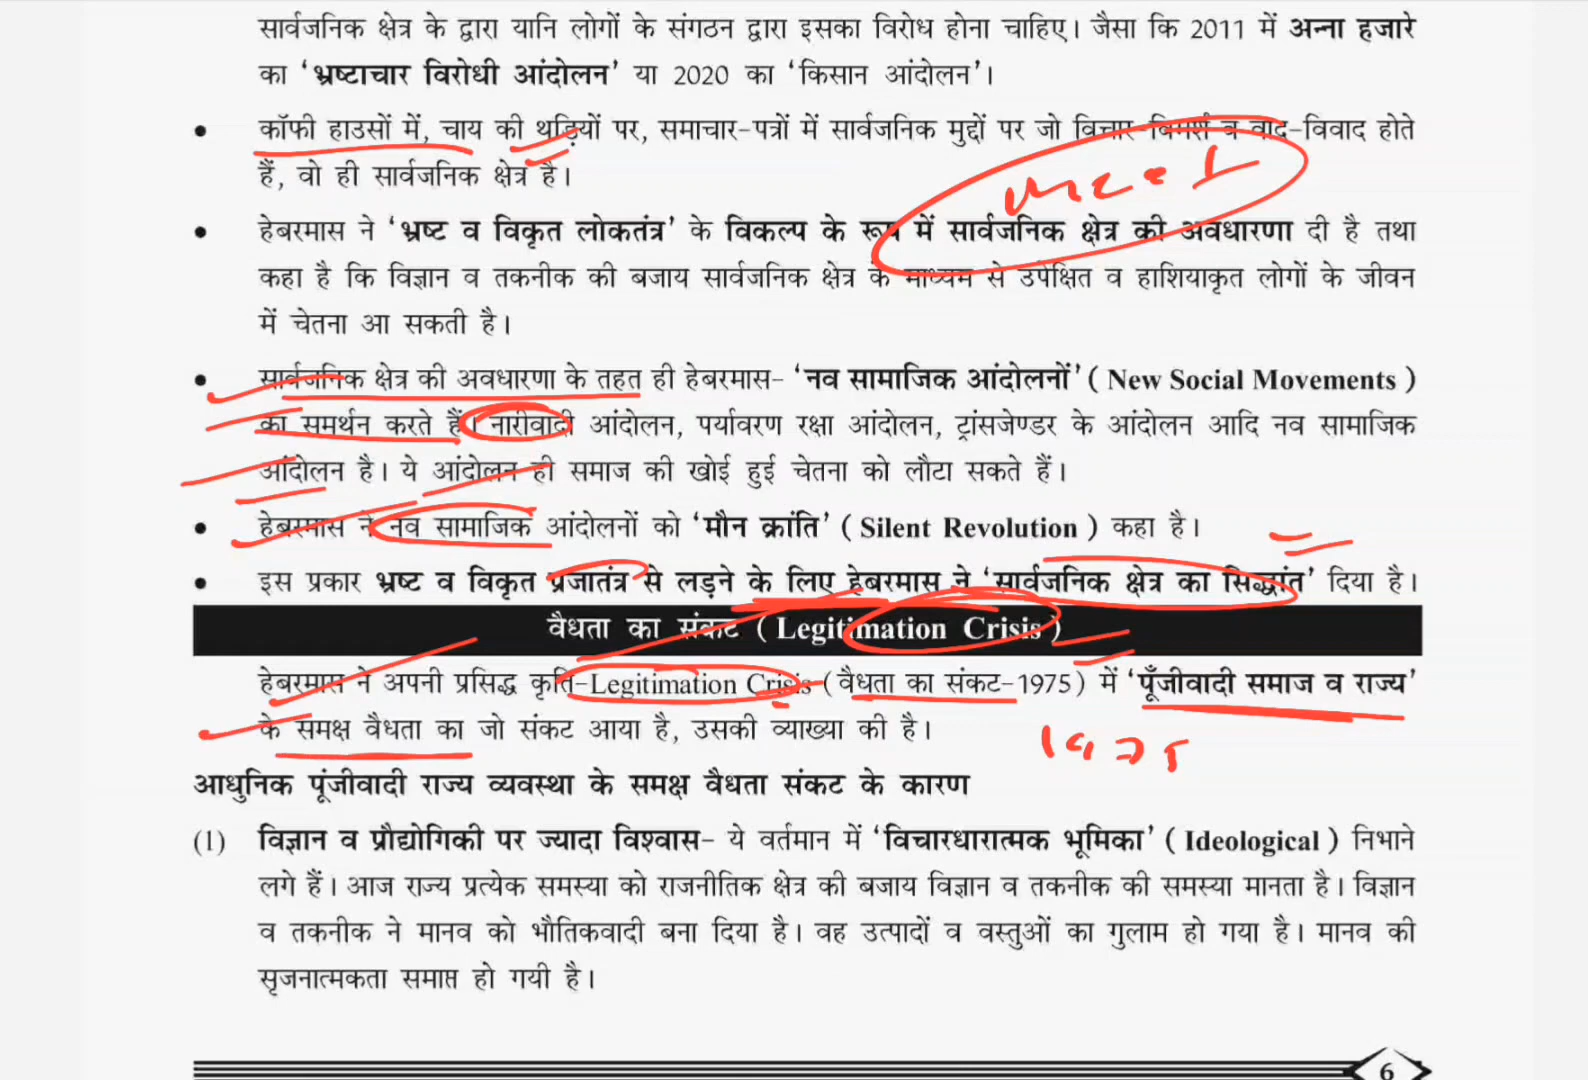 सार्वजनिक क्षेत्र के द्वारा यानि लोगों के संगठन द्वारा इसका विरोध होना चाहिए। जैसा कि 2011 में अन्ना हजारे
का ‘भ्रष्टाचार विरोधी आंदोलन’ या 2020 का ‘किसान आंदोलन’।
• कॉफी हाउसों में, चाय की थड़ियों पर, समाचार-पत्रों में सार्वजनिक मुद्दों पर जो विचार-विमर्श व वाद-विवाद होते
हैं, वो ही सार्वजनिक क्षेत्र है।
• हेबरमास ने ‘भ्रष्ट व विकृत लोकतंत्र’ के विकल्प के रूप में सार्वजनिक क्षेत्र की अवधारणा दी है तथा
कहा है कि विज्ञान व तकनीक की बजाय सार्वजनिक क्षेत्र के माध्यम से उपेक्षित व हाशियाकृत लोगों के जीवन
में चेतना आ सकती है।
• सार्वजनिक क्षेत्र की अवधारणा के तहत ही हेबरमास- ‘नव सामाजिक आंदोलनों’ ( New Social Movements )
का समर्थन करते हैं। नारीवादी आंदोलन, पर्यावरण रक्षा आंदोलन, ट्रांसजेण्डर के आंदोलन आदि नव सामाजिक
आंदोलन है। ये आंदोलन ही समाज की खोई हुई चेतना को लौटा सकते हैं।
• हेबरमास ने नव सामाजिक आंदोलनों को ‘मौन क्रांति’ ( Silent Revolution ) कहा है।
• इस प्रकार भ्रष्ट व विकृत प्रजातंत्र से लड़ने के लिए हेबरमास ने ‘सार्वजनिक क्षेत्र का सिद्धांत’ दिया है।
वैधता का संकट ( Legitimation Crisis )
हेबरमास ने अपनी प्रसिद्ध कृति-Legitimation Crisis (वैधता का संकट-1975) में ‘पूँजीवादी समाज व राज्य’
के समक्ष वैधता का जो संकट आया है, उसकी व्याख्या की है।
1975
आधुनिक पूंजीवादी राज्य व्यवस्था के समक्ष वैधता संकट के कारण
(1) विज्ञान व प्रौद्योगिकी पर ज्यादा विश्वास- ये वर्तमान में ‘विचारधारात्मक भूमिका’ ( Ideological ) निभाने
लगे हैं। आज राज्य प्रत्येक समस्या को राजनीतिक क्षेत्र की बजाय विज्ञान व तकनीक की समस्या मानता है। विज्ञान
व तकनीक ने मानव को भौतिकवादी बना दिया है। वह उत्पादों व वस्तुओं का गुलाम हो गया है। मानव की
सृजनात्मकता समाप्त हो गयी है।
6